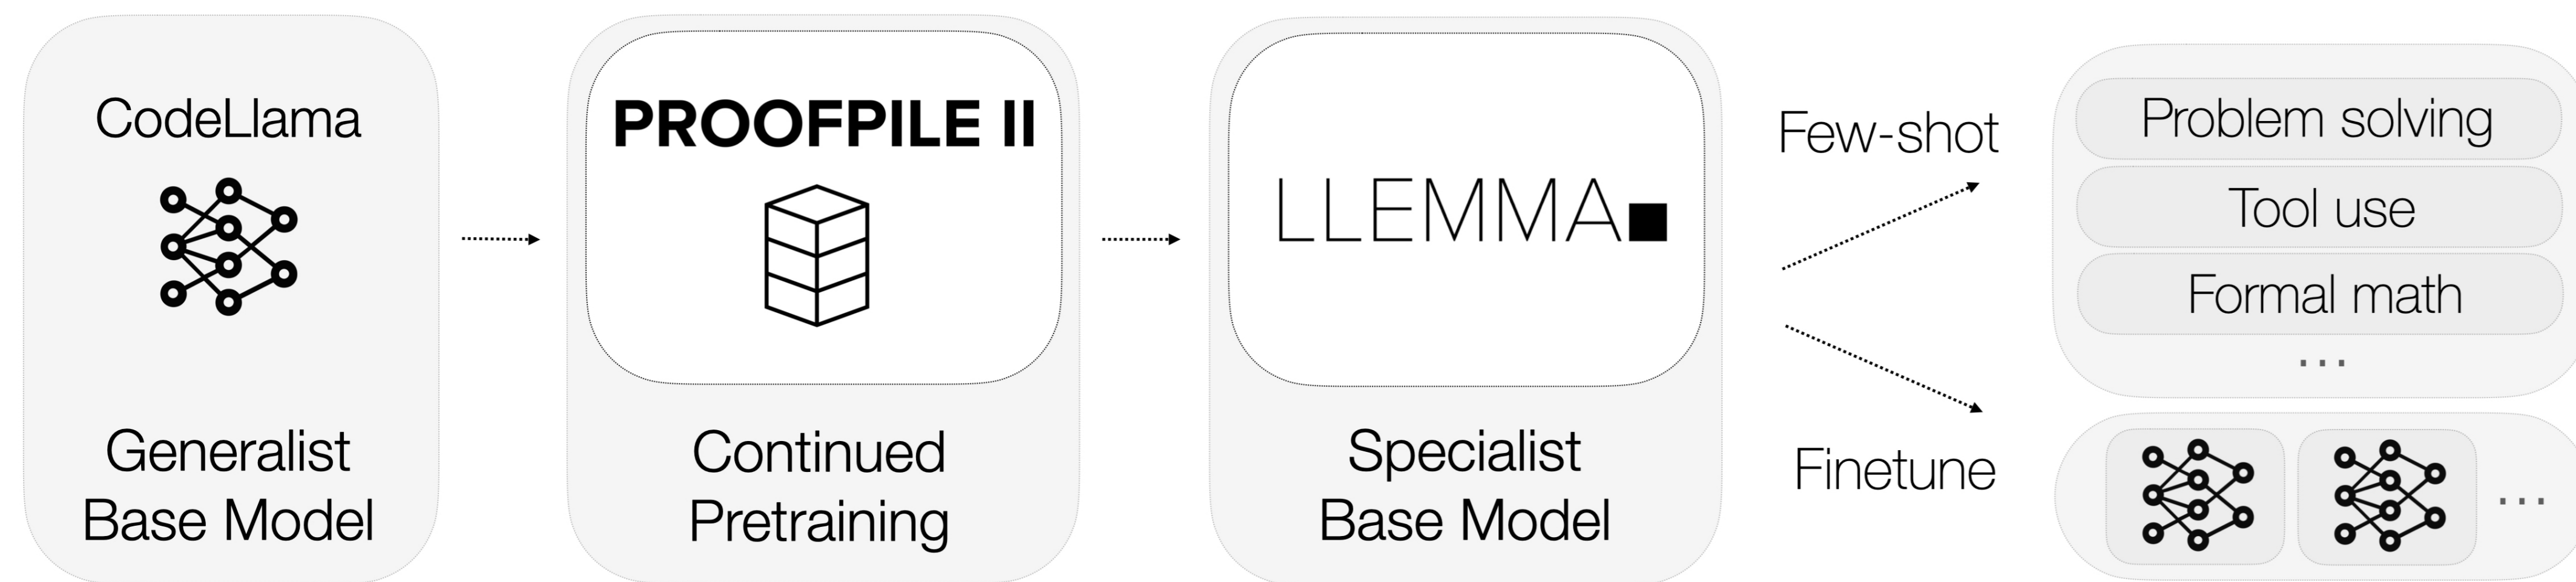 CodeLlama
Generalist
Base Model
PROOFPILE II
Continued
Pretraining
LLEMMA
Specialist
Base Model
Few-shot
Finetune
Problem solving
Tool use
Formal math
...
...